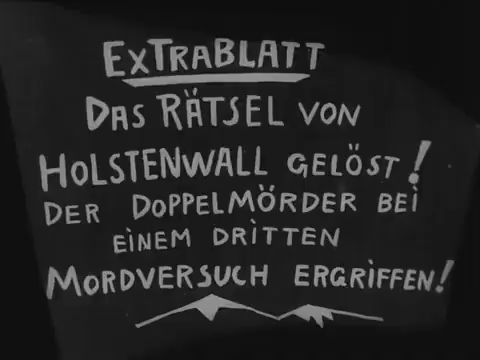 EXTRABLATT
DAS RÄTSEL VON
HOLSTENWALL GELÖST!
DER DOPPELMÖRDER BEI
EINEM DRITTEN
MORDVERSUCH ERGRIFFEN!